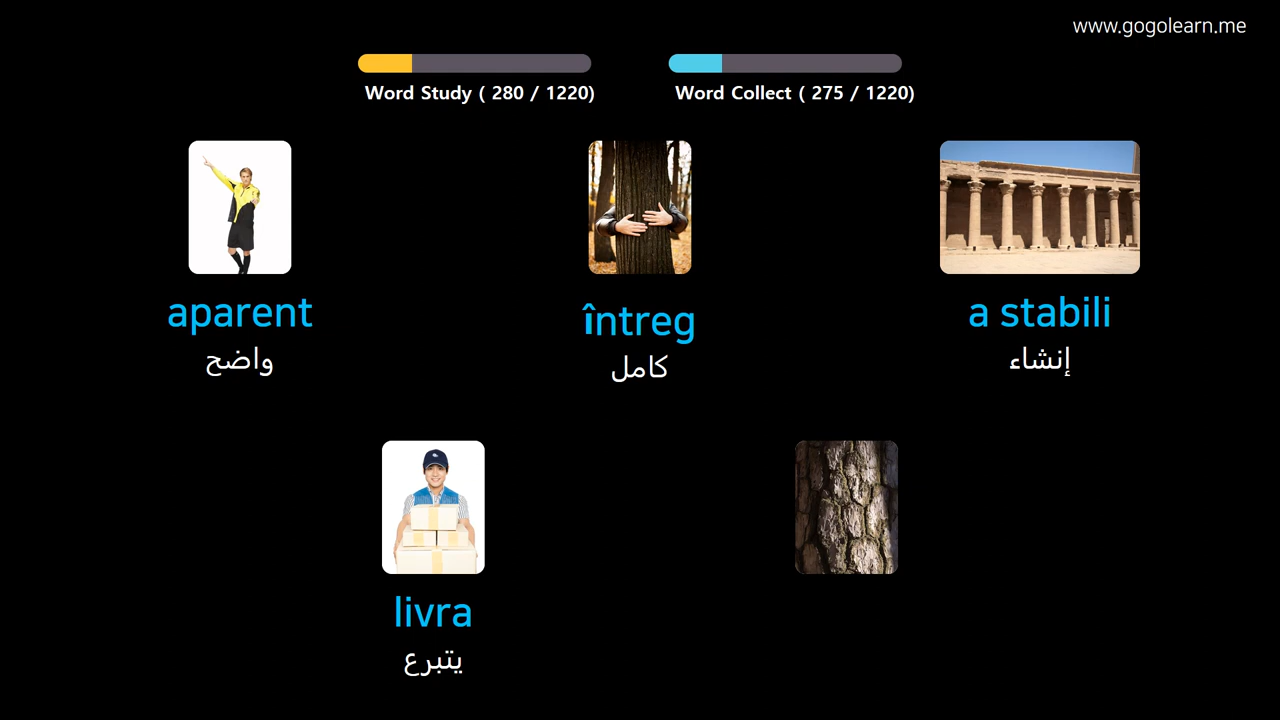 www.gogolearn.me
Word Study ( 280 / 1220)
Word Collect ( 275 / 1220)
aparent
واضح
întreg
كامل
a stabili
إنشاء
livra
يتبرع